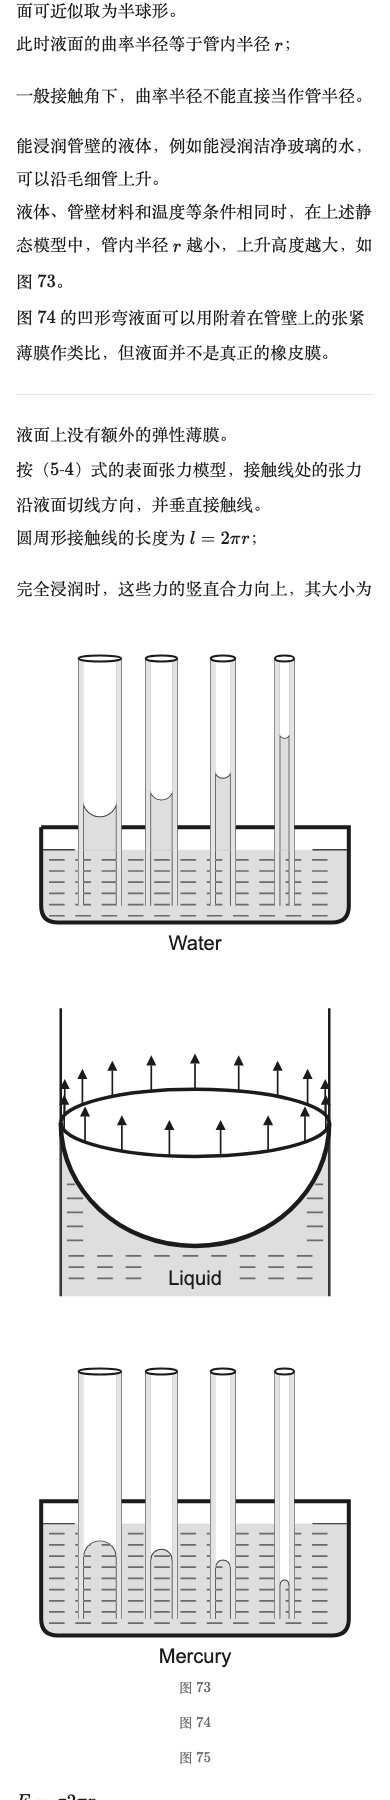 面可近似取为半球形。
此时液面的曲率半径等于管内半径 r；
一般接触角下，曲率半径不能直接当作管半径。
能浸润管壁的液体，例如能浸润洁净玻璃的水，
可以沿毛细管上升。
液体、管壁材料和温度等条件相同时，在上述静
态模型中，管内半径 r 越小，上升高度越大，如
图 73。
图 74 的凹形弯液面可以用附着在管壁上的张紧
薄膜作类比，但液面并不是真正的橡皮膜。
液面上没有额外的弹性薄膜。
按（5-4）式的表面张力模型，接触线处的张力
沿液面切线方向，并垂直接触线。
圆周形接触线的长度为 l = 2πr；
完全浸润时，这些力的竖直合力向上，其大小为
Water
Liquid
Mercury
图 73
图 74
图 75